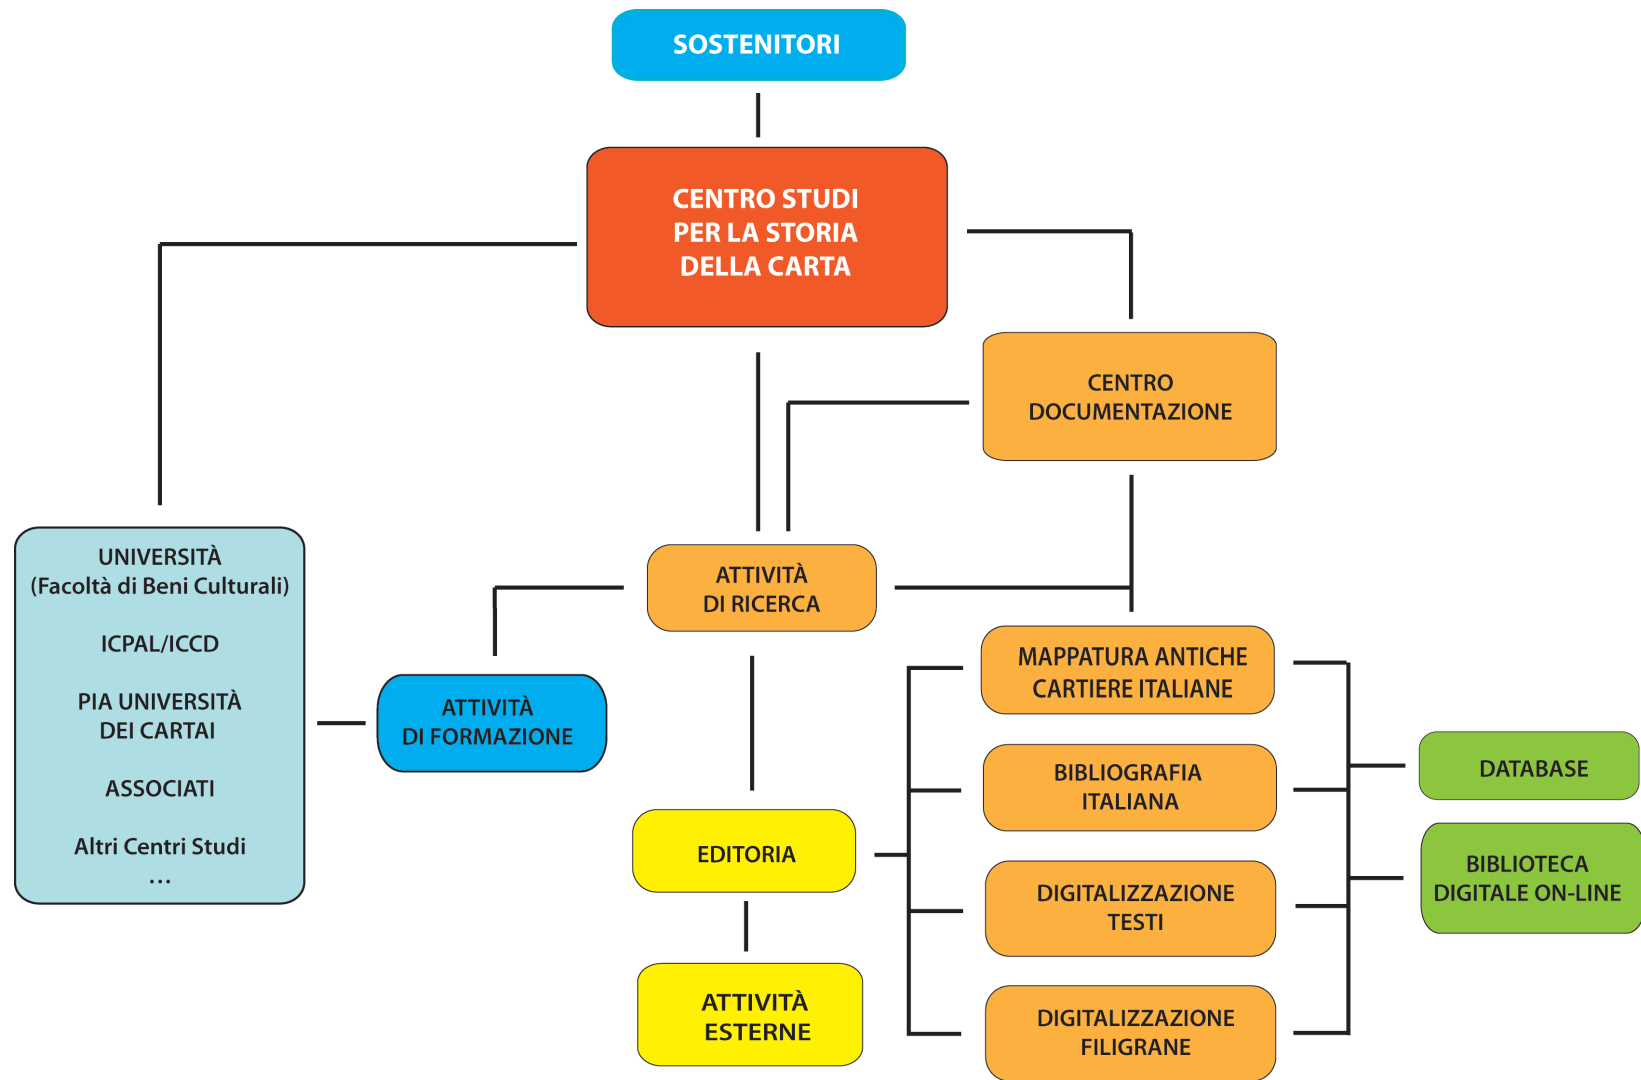 SOSTENITORI
CENTRO STUDI
PER LA STORIA
DELLA CARTA
CENTRO
DOCUMENTAZIONE
UNIVERSITÀ
(Facoltà di Beni Culturali)
ICPAL/ICCD
PIA UNIVERSITÀ
DEI CARTAI
ASSOCIATI
Altri Centri Studi
...
ATTIVITÀ
DI RICERCA
ATTIVITÀ
DI FORMAZIONE
MAPPATURA ANTICHE
CARTIERE ITALIANE
BIBLIOGRAFIA
ITALIANA
DATABASE
EDITORIA
DIGITALIZZAZIONE
TESTI
BIBLIOTECA
DIGITALE ON-LINE
ATTIVITÀ
ESTERNE
DIGITALIZZAZIONE
FILIGRANE